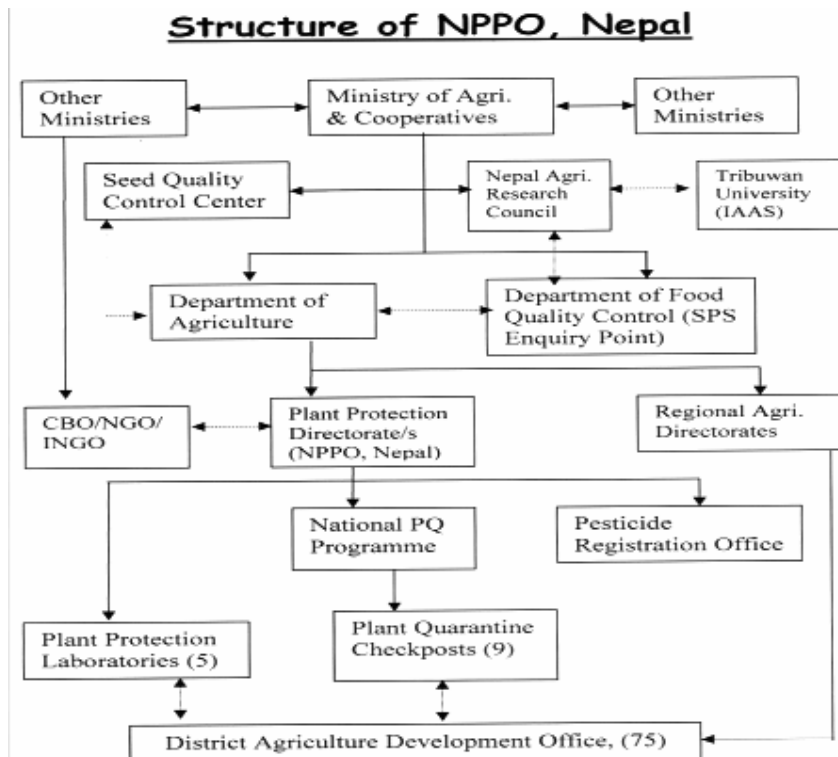 Structure of NPPO, Nepal
Other
Ministries
Ministry of Agri.
& Cooperatives
Other
Ministries
Seed Quality
Control Center
Nepal Agri.
Research
Council
Tribuwan
University
(IAAS)
Department of
Agriculture
Department of Food
Quality Control (SPS
Enquiry Point)
CBO/NGO/
INGO
Plant Protection
Directorate/s
(NPPO, Nepal)
Regional Agri.
Directorates
National PQ
Programme
Pesticide
Registration Office
Plant Protection
Laboratories (5)
Plant Quarantine
Checkposts (9)
District Agriculture Development Office, (75)